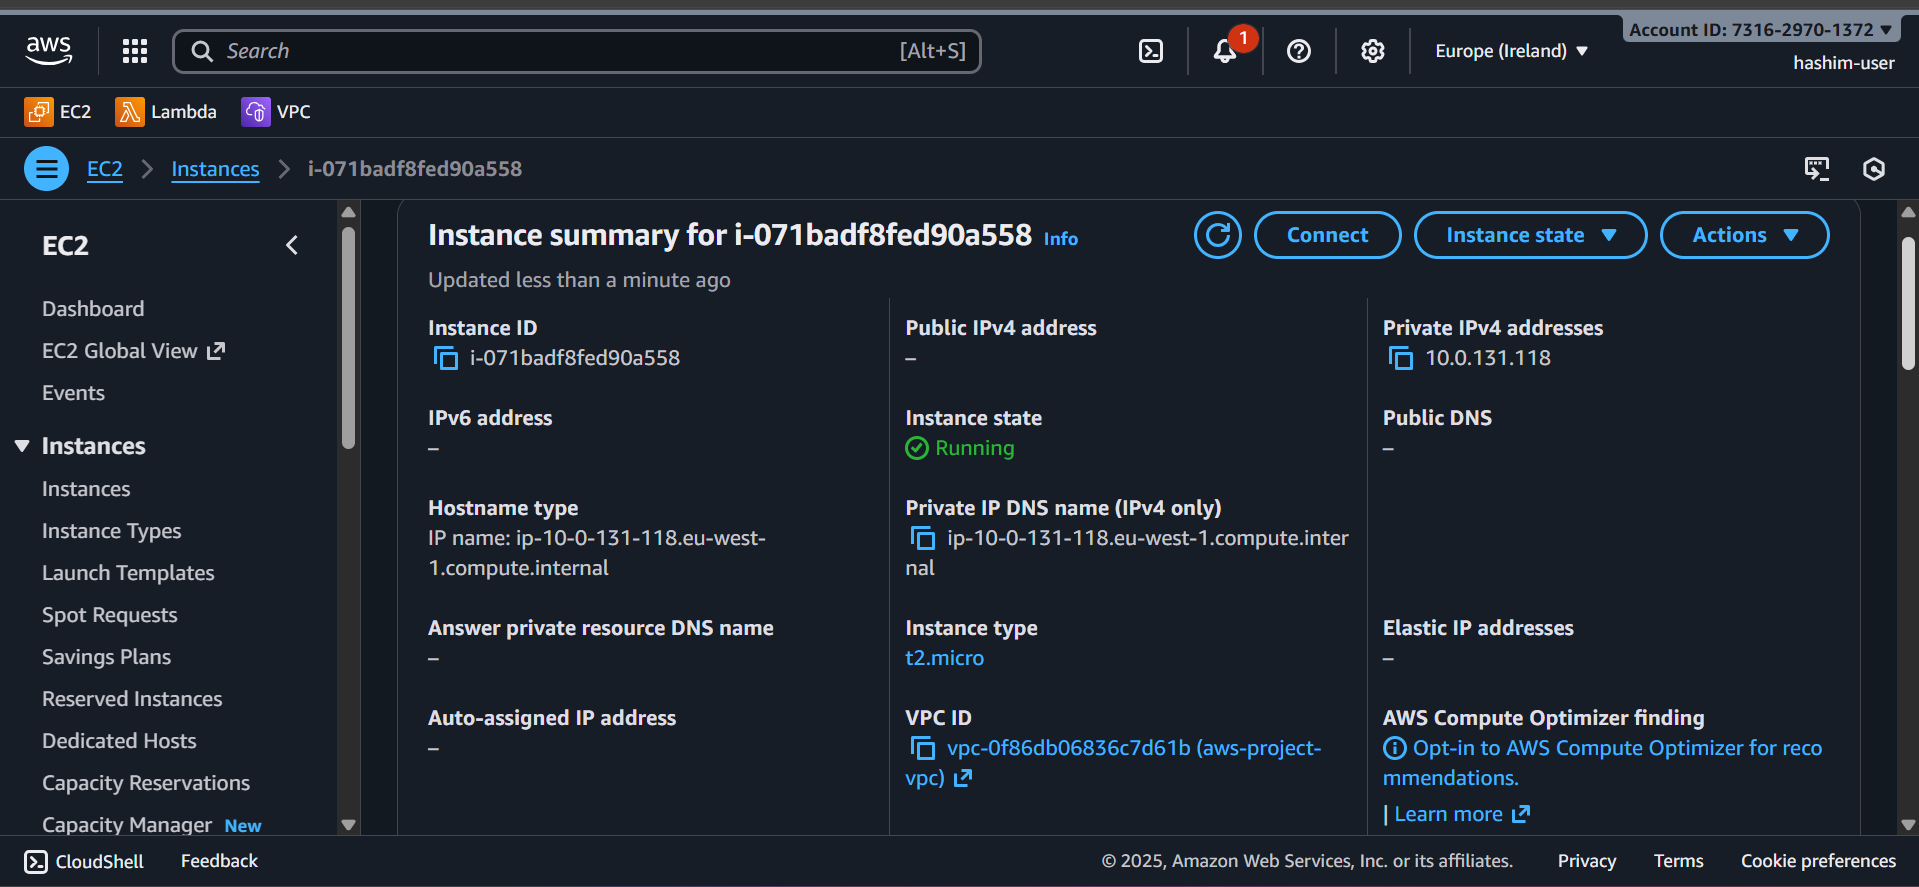 aws
Search [Alt+S]
1
Europe (Ireland)
Account ID: 7316-2970-1372
hashim-user
EC2
Lambda
VPC
EC2
Instances
i-071badf8fed90a558
EC2
Dashboard
EC2 Global View
Events
Instances
Instances
Instance Types
Launch Templates
Spot Requests
Savings Plans
Reserved Instances
Dedicated Hosts
Capacity Reservations
Capacity Manager New
Instance summary for i-071badf8fed90a558 Info
Updated less than a minute ago
Connect
Instance state
Actions
Instance ID
i-071badf8fed90a558
Public IPv4 address
–
Private IPv4 addresses
10.0.131.118
IPv6 address
–
Instance state
Running
Public DNS
–
Hostname type
IP name: ip-10-0-131-118.eu-west-
1.compute.internal
Private IP DNS name (IPv4 only)
ip-10-0-131-118.eu-west-1.compute.inter
nal
Answer private resource DNS name
–
Instance type
t2.micro
Elastic IP addresses
–
Auto-assigned IP address
–
VPC ID
vpc-0f86db06836c7d61b (aws-project-
vpc)
AWS Compute Optimizer finding
Opt-in to AWS Compute Optimizer for reco
mmendations.
| Learn more
CloudShell
Feedback
© 2025, Amazon Web Services, Inc. or its affiliates.
Privacy
Terms
Cookie preferences